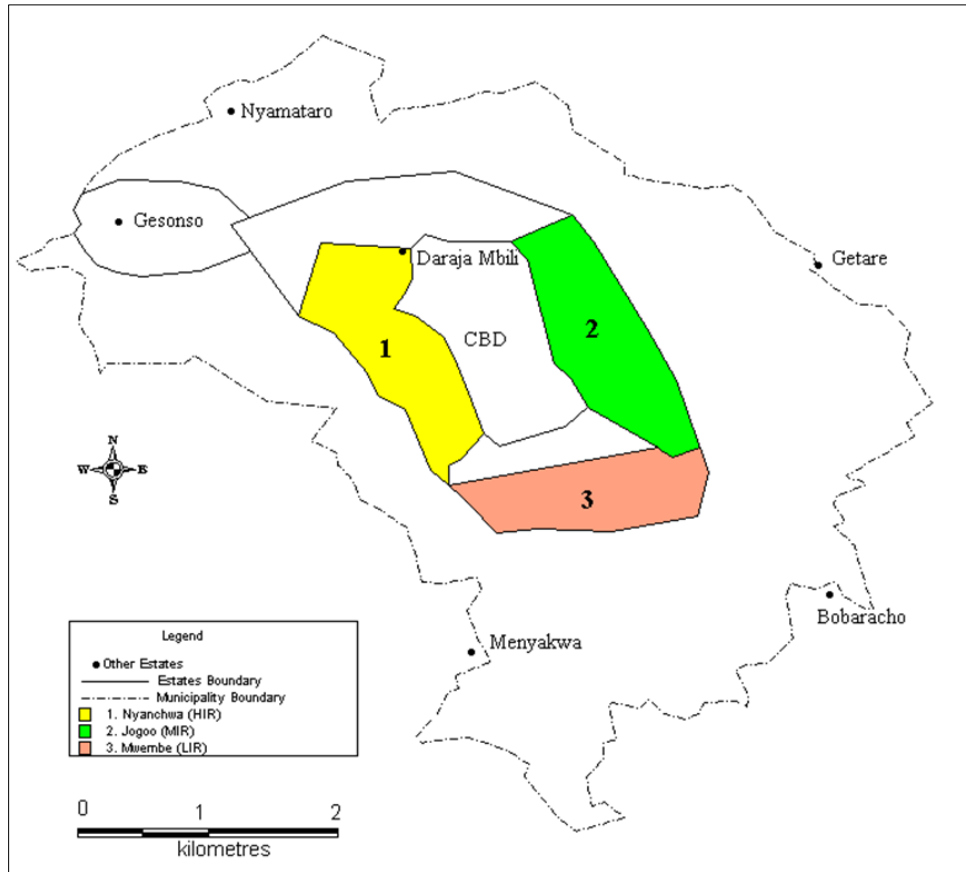 Nyamataro
Gesonso
Daraja Mbili
Getare
CBD
1
2
3
N
W E
S
Bobaracho
Menyakwa
Legend
Other Estates
Estates Boundary
Municipality Boundary
1. Nyanchwa (HIR)
2. Jogoo (MIR)
3. Mwembe (LIR)
0 1 2
kilometres